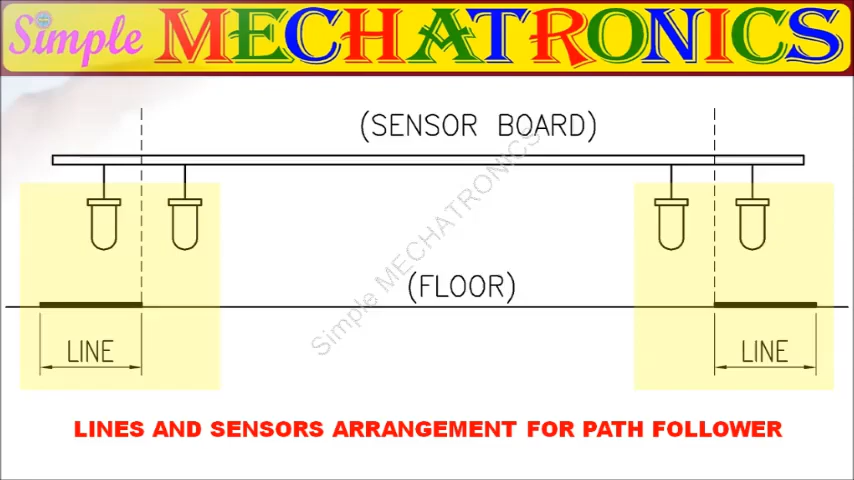 Simple MECHATRONICS
(SENSOR BOARD)
Simple MECHATRONICS
(FLOOR)
LINE
LINE
LINES AND SENSORS ARRANGEMENT FOR PATH FOLLOWER